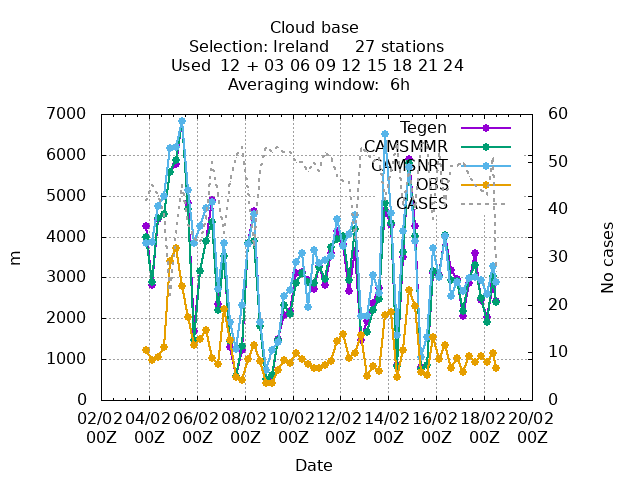 Cloud base
Selection: Ireland     27 stations
Used  12 + 03 06 09 12 15 18 21 24
Averaging window:  6h
7000
6000
5000
4000
3000
2000
1000
0
m
60
50
40
30
20
10
0
No cases
Tegen
CAMSMMR
CAMSNRT
OBS
CASES
02/02 04/02 06/02 08/02 10/02 12/02 14/02 16/02 18/02 20/02
00Z 00Z 00Z 00Z 00Z 00Z 00Z 00Z 00Z 00Z
Date